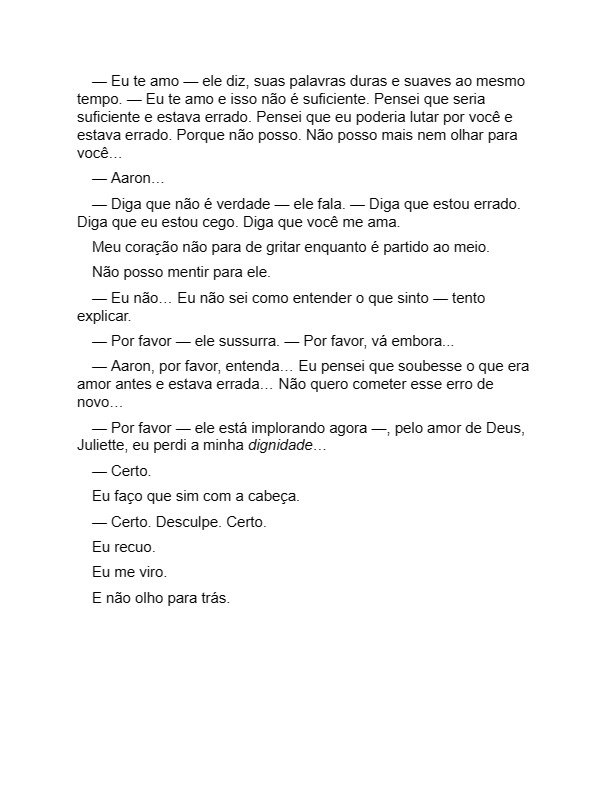 — Eu te amo — ele diz, suas palavras duras e suaves ao mesmo
tempo. — Eu te amo e isso não é suficiente. Pensei que seria
suficiente e estava errado. Pensei que eu poderia lutar por você e
estava errado. Porque não posso. Não posso mais nem olhar para
você…
— Aaron…
— Diga que não é verdade — ele fala. — Diga que estou errado.
Diga que eu estou cego. Diga que você me ama.
Meu coração não para de gritar enquanto é partido ao meio.
Não posso mentir para ele.
— Eu não… Eu não sei como entender o que sinto — tento
explicar.
— Por favor — ele sussurra. — Por favor, vá embora...
— Aaron, por favor, entenda… Eu pensei que soubesse o que era
amor antes e estava errada… Não quero cometer esse erro de
novo…
— Por favor — ele está implorando agora —, pelo amor de Deus,
Juliette, eu perdi a minha dignidade…
— Certo.
Eu faço que sim com a cabeça.
— Certo. Desculpe. Certo.
Eu recuo.
Eu me viro.
E não olho para trás.